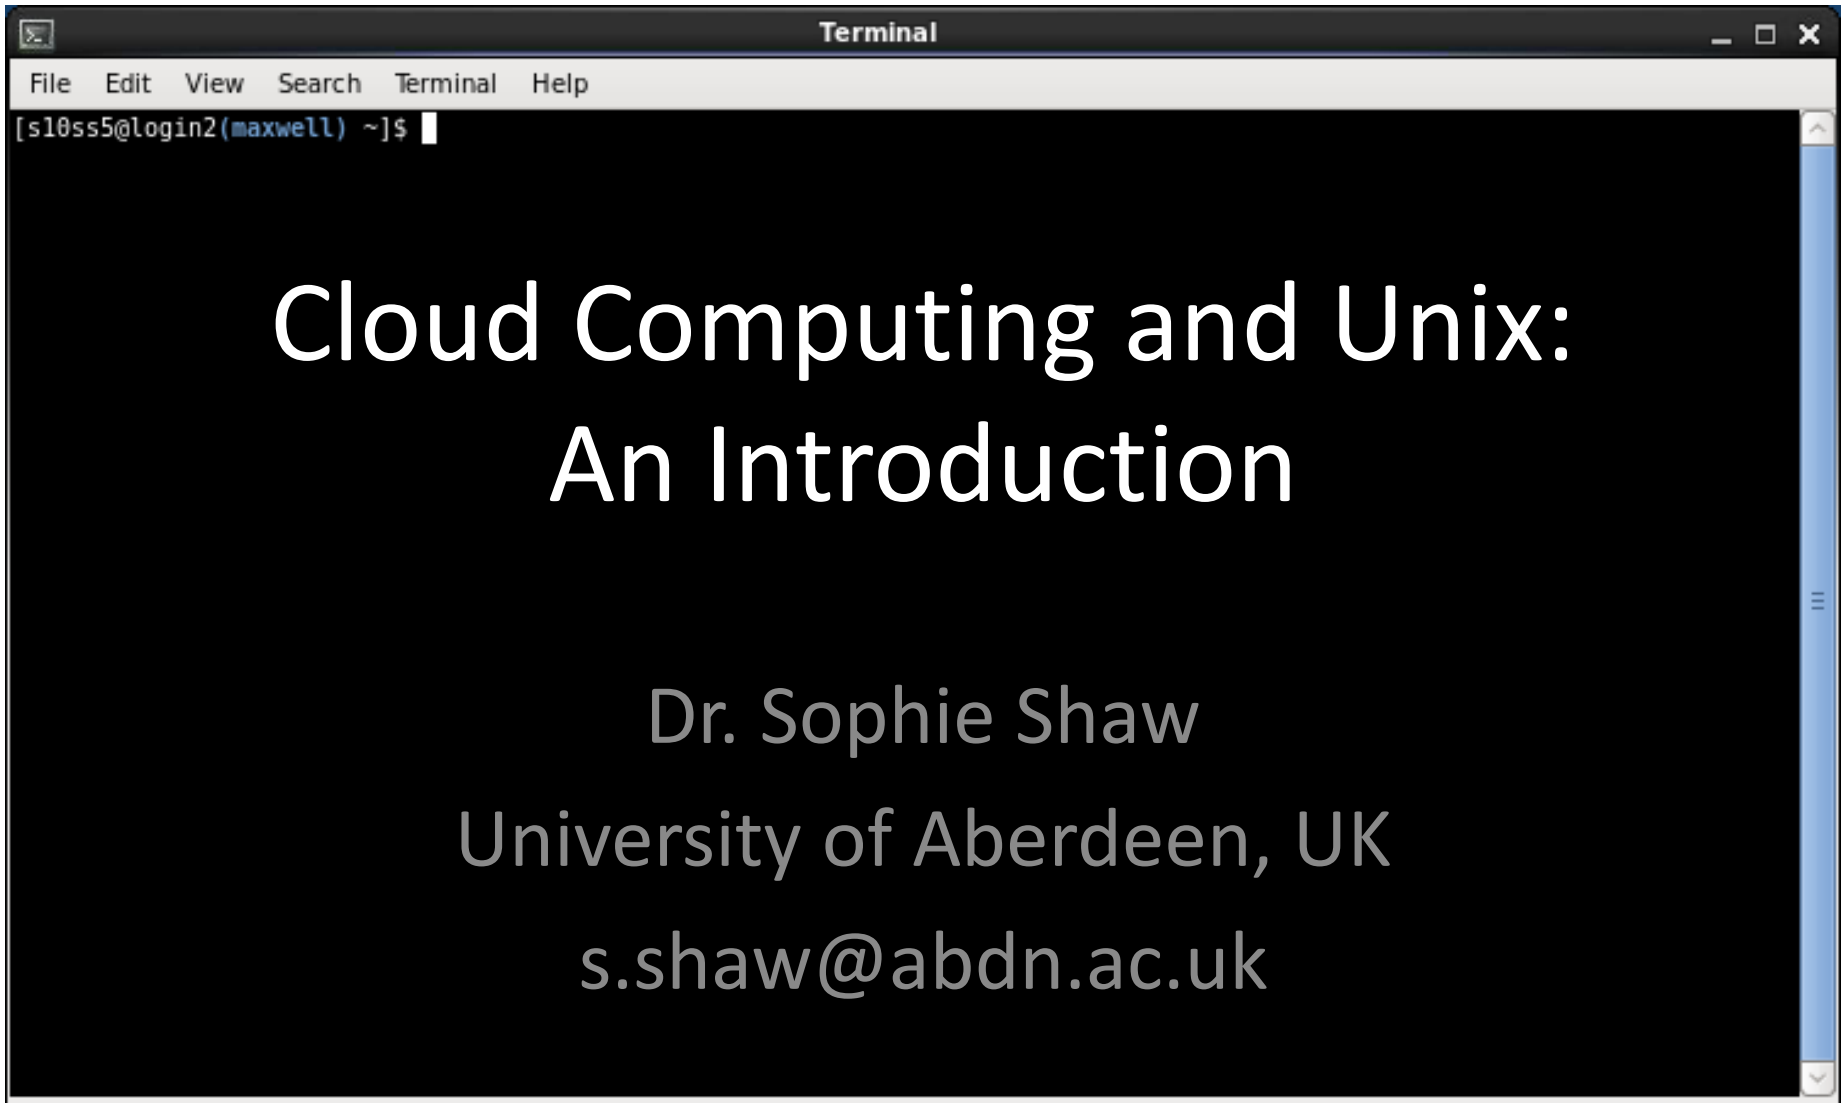 Terminal
File Edit View Search Terminal Help
[s10ss5@login2(maxwell) ~]$
Cloud Computing and Unix:
An Introduction
Dr. Sophie Shaw
University of Aberdeen, UK
s.shaw@abdn.ac.uk